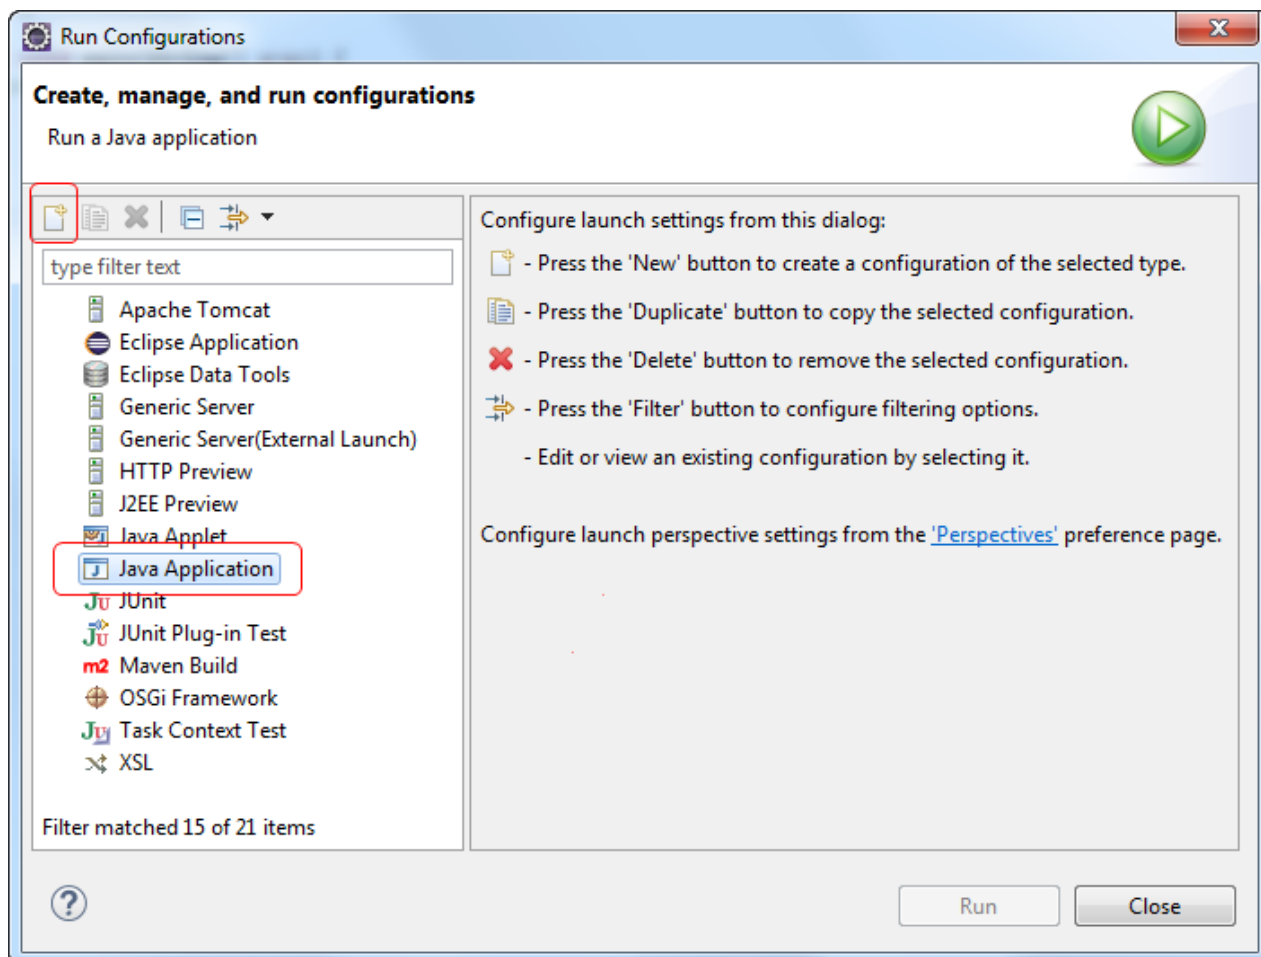 Run Configurations
Create, manage, and run configurations
Run a Java application
type filter text
Apache Tomcat
Eclipse Application
Eclipse Data Tools
Generic Server
Generic Server(External Launch)
HTTP Preview
J2EE Preview
Java Applet
Java Application
JUnit
JUnit Plug-in Test
m2 Maven Build
OSGi Framework
Task Context Test
XSL
Filter matched 15 of 21 items
Configure launch settings from this dialog:
- Press the 'New' button to create a configuration of the selected type.
- Press the 'Duplicate' button to copy the selected configuration.
- Press the 'Delete' button to remove the selected configuration.
- Press the 'Filter' button to configure filtering options.
- Edit or view an existing configuration by selecting it.
Configure launch perspective settings from the 'Perspectives' preference page.
Run
Close